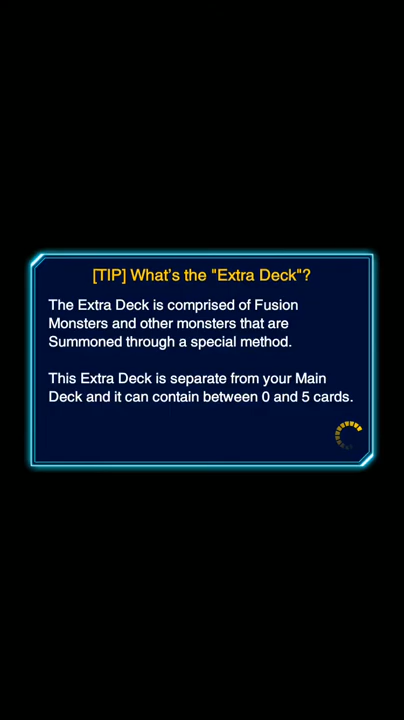 [TIP] What's the "Extra Deck"?
The Extra Deck is comprised of Fusion
Monsters and other monsters that are
Summoned through a special method.
This Extra Deck is separate from your Main
Deck and it can contain between 0 and 5 cards.